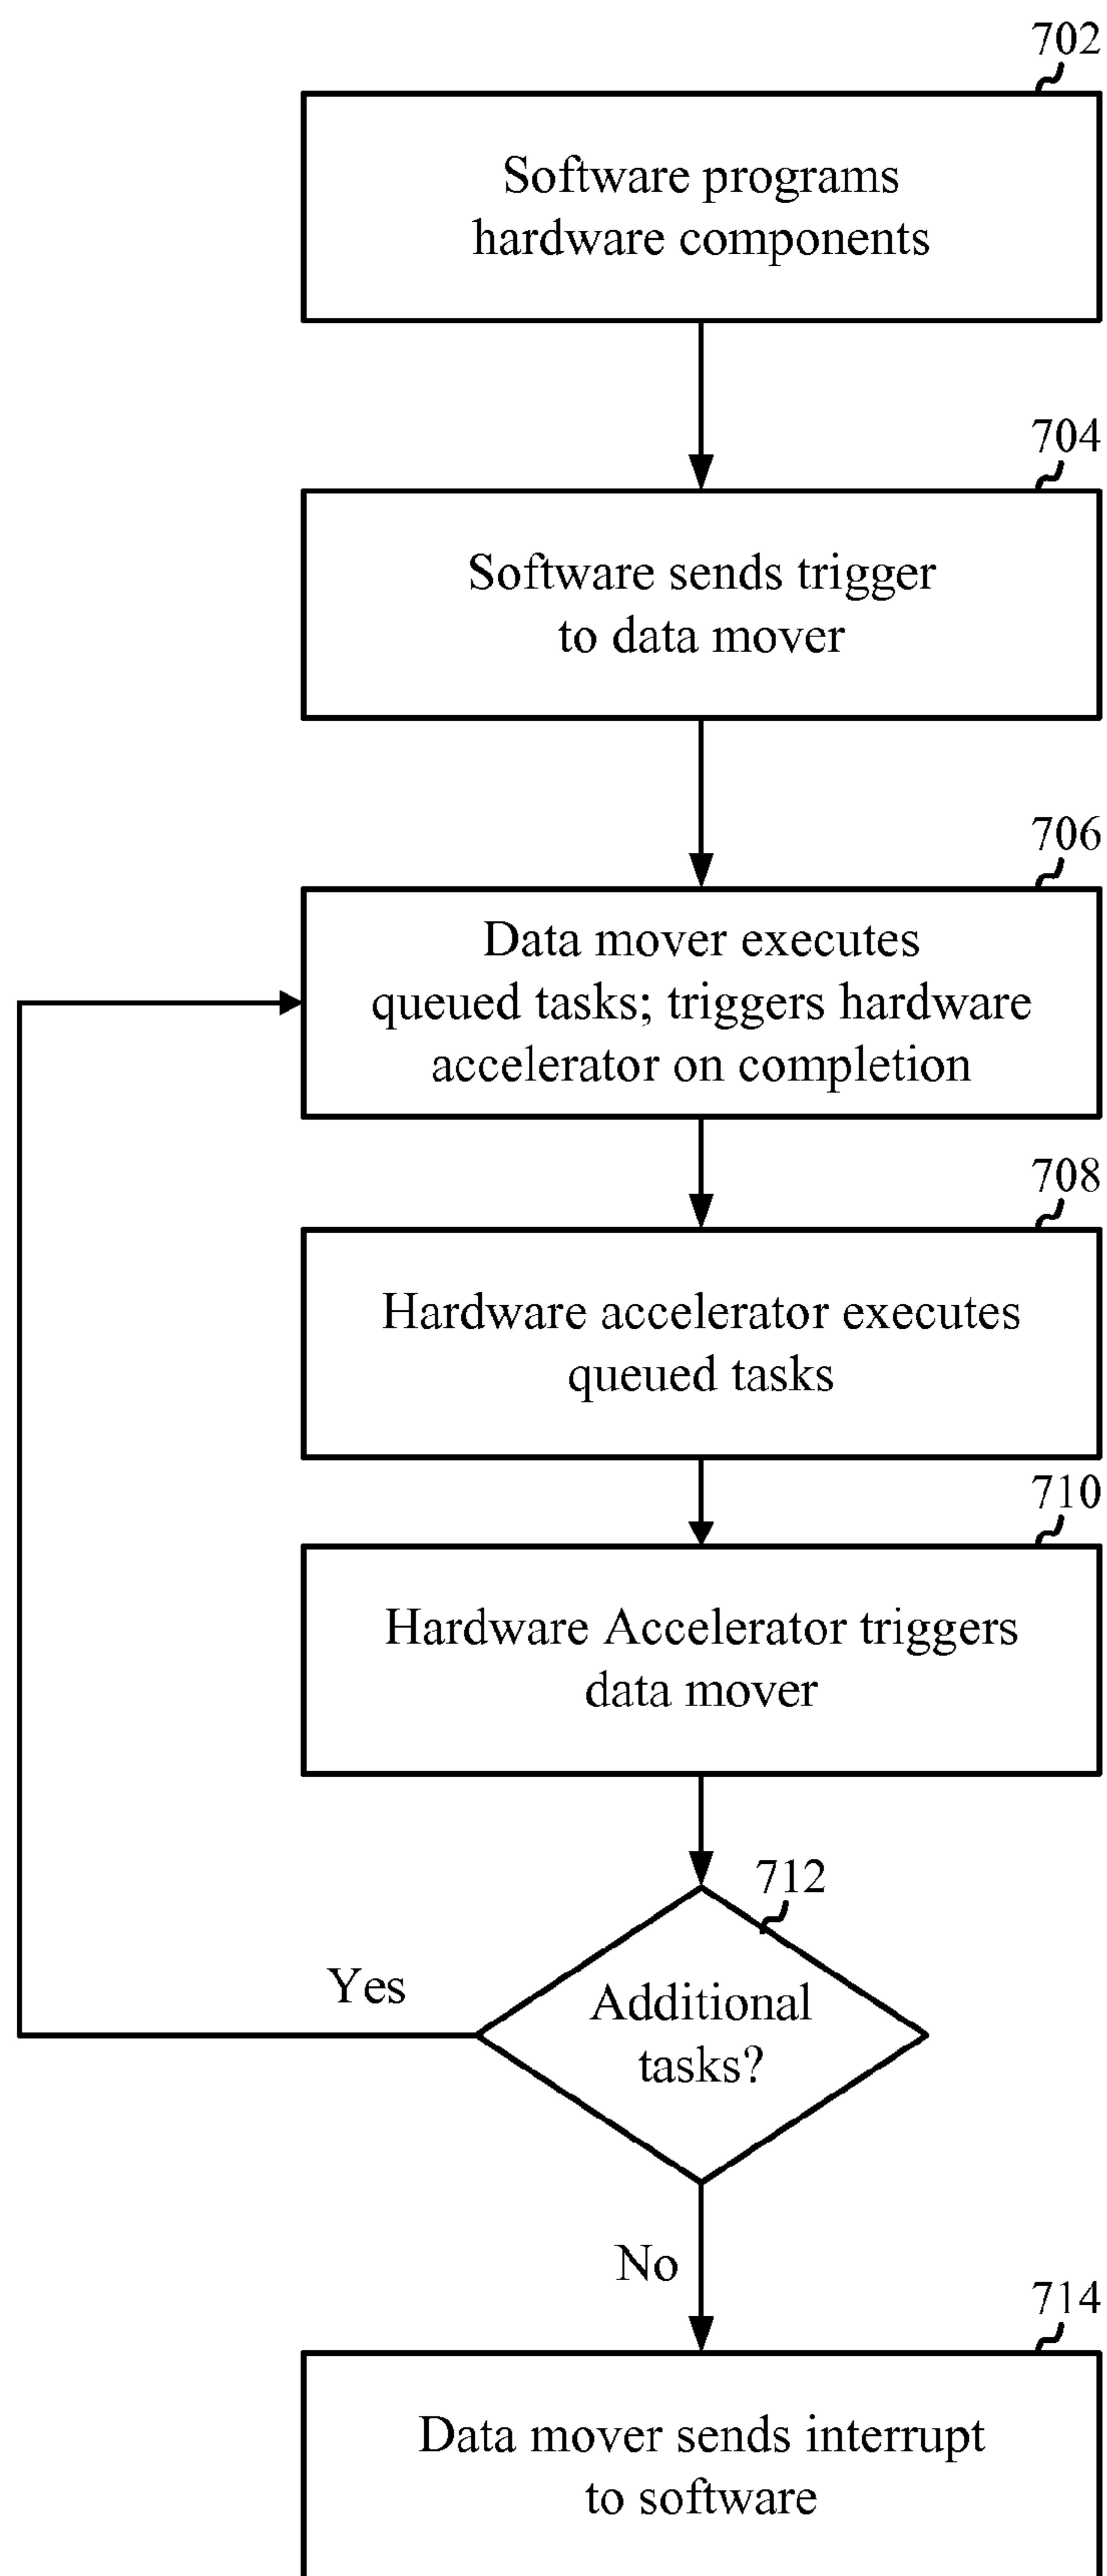 702
Software programs
hardware components
704
Software sends trigger
to data mover
706
Data mover executes
queued tasks; triggers hardware
accelerator on completion
708
Hardware accelerator executes
queued tasks
710
Hardware Accelerator triggers
data mover
712
Additional
tasks?
Yes
No
714
Data mover sends interrupt
to software